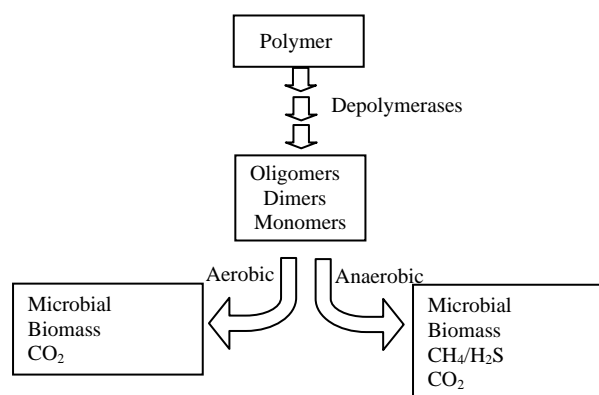 Polymer
Depolymerases
Oligomers
Dimers
Monomers
Aerobic
Anaerobic
Microbial
Biomass
CO₂
Microbial
Biomass
CH₄/H₂S
CO₂